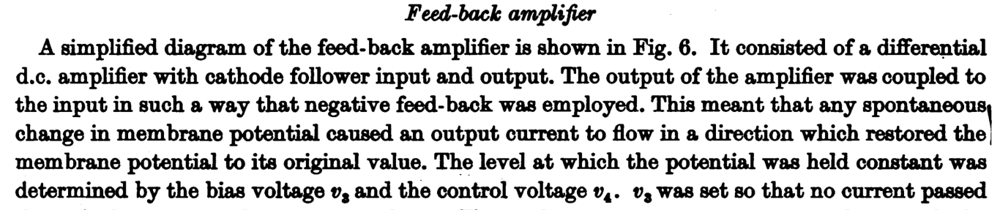 Feed-back amplifier
A simplified diagram of the feed-back amplifier is shown in Fig. 6. It consisted of a differential
d.c. amplifier with cathode follower input and output. The output of the amplifier was coupled to
the input in such a way that negative feed-back was employed. This meant that any spontaneous
change in membrane potential caused an output current to flow in a direction which restored the
membrane potential to its original value. The level at which the potential was held constant was
determined by the bias voltage v₃ and the control voltage v₄. v₃ was set so that no current passed